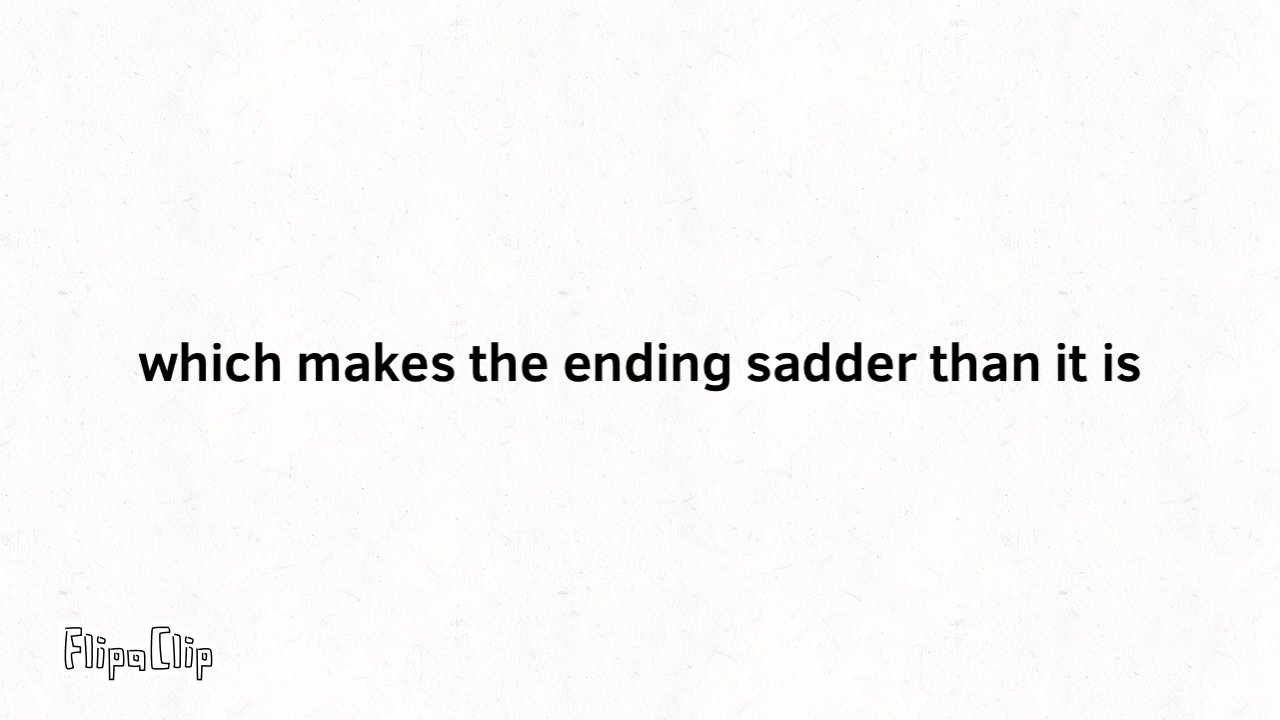 which makes the ending sadder than it is
FlipaClip